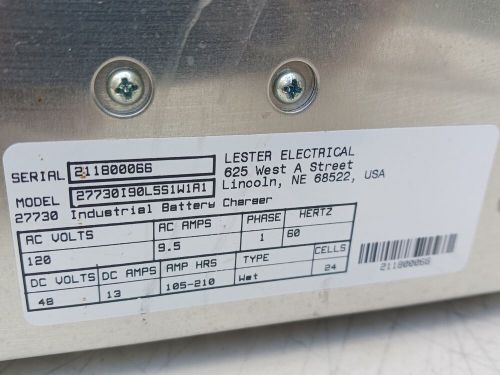 SERIAL 211800066
LESTER ELECTRICAL
625 West A Street
Lincoln, NE 68522, USA
MODEL 27730I90L5S1W1A1
27730 Industrial Battery Charger
AC VOLTS AC AMPS PHASE HERTZ
120 9.5 1 60
DC VOLTS DC AMPS AMP HRS TYPE CELLS
48 13 105-210 Wet 24
211800066